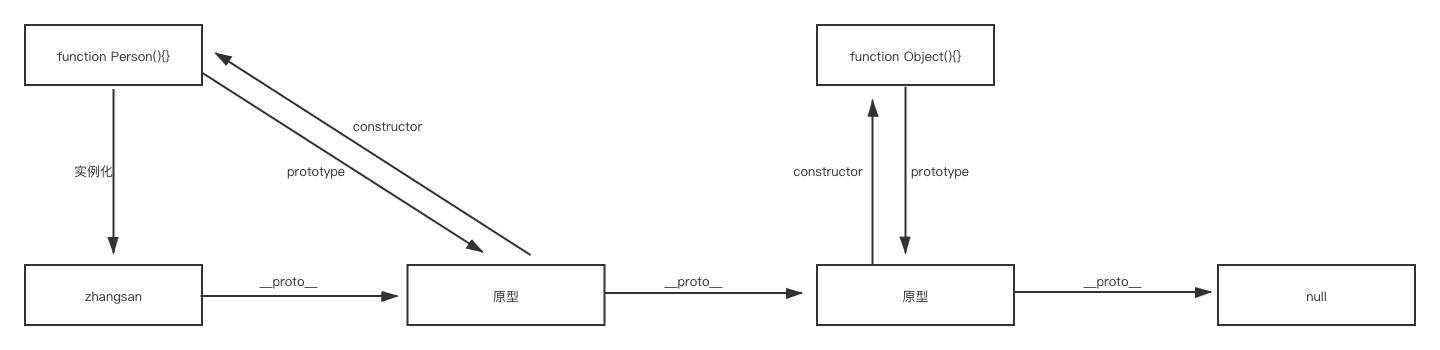 function Person(){}
function Object(){}
constructor
实例化
prototype
constructor
prototype
zhangsan
__proto__
原型
__proto__
原型
__proto__
null